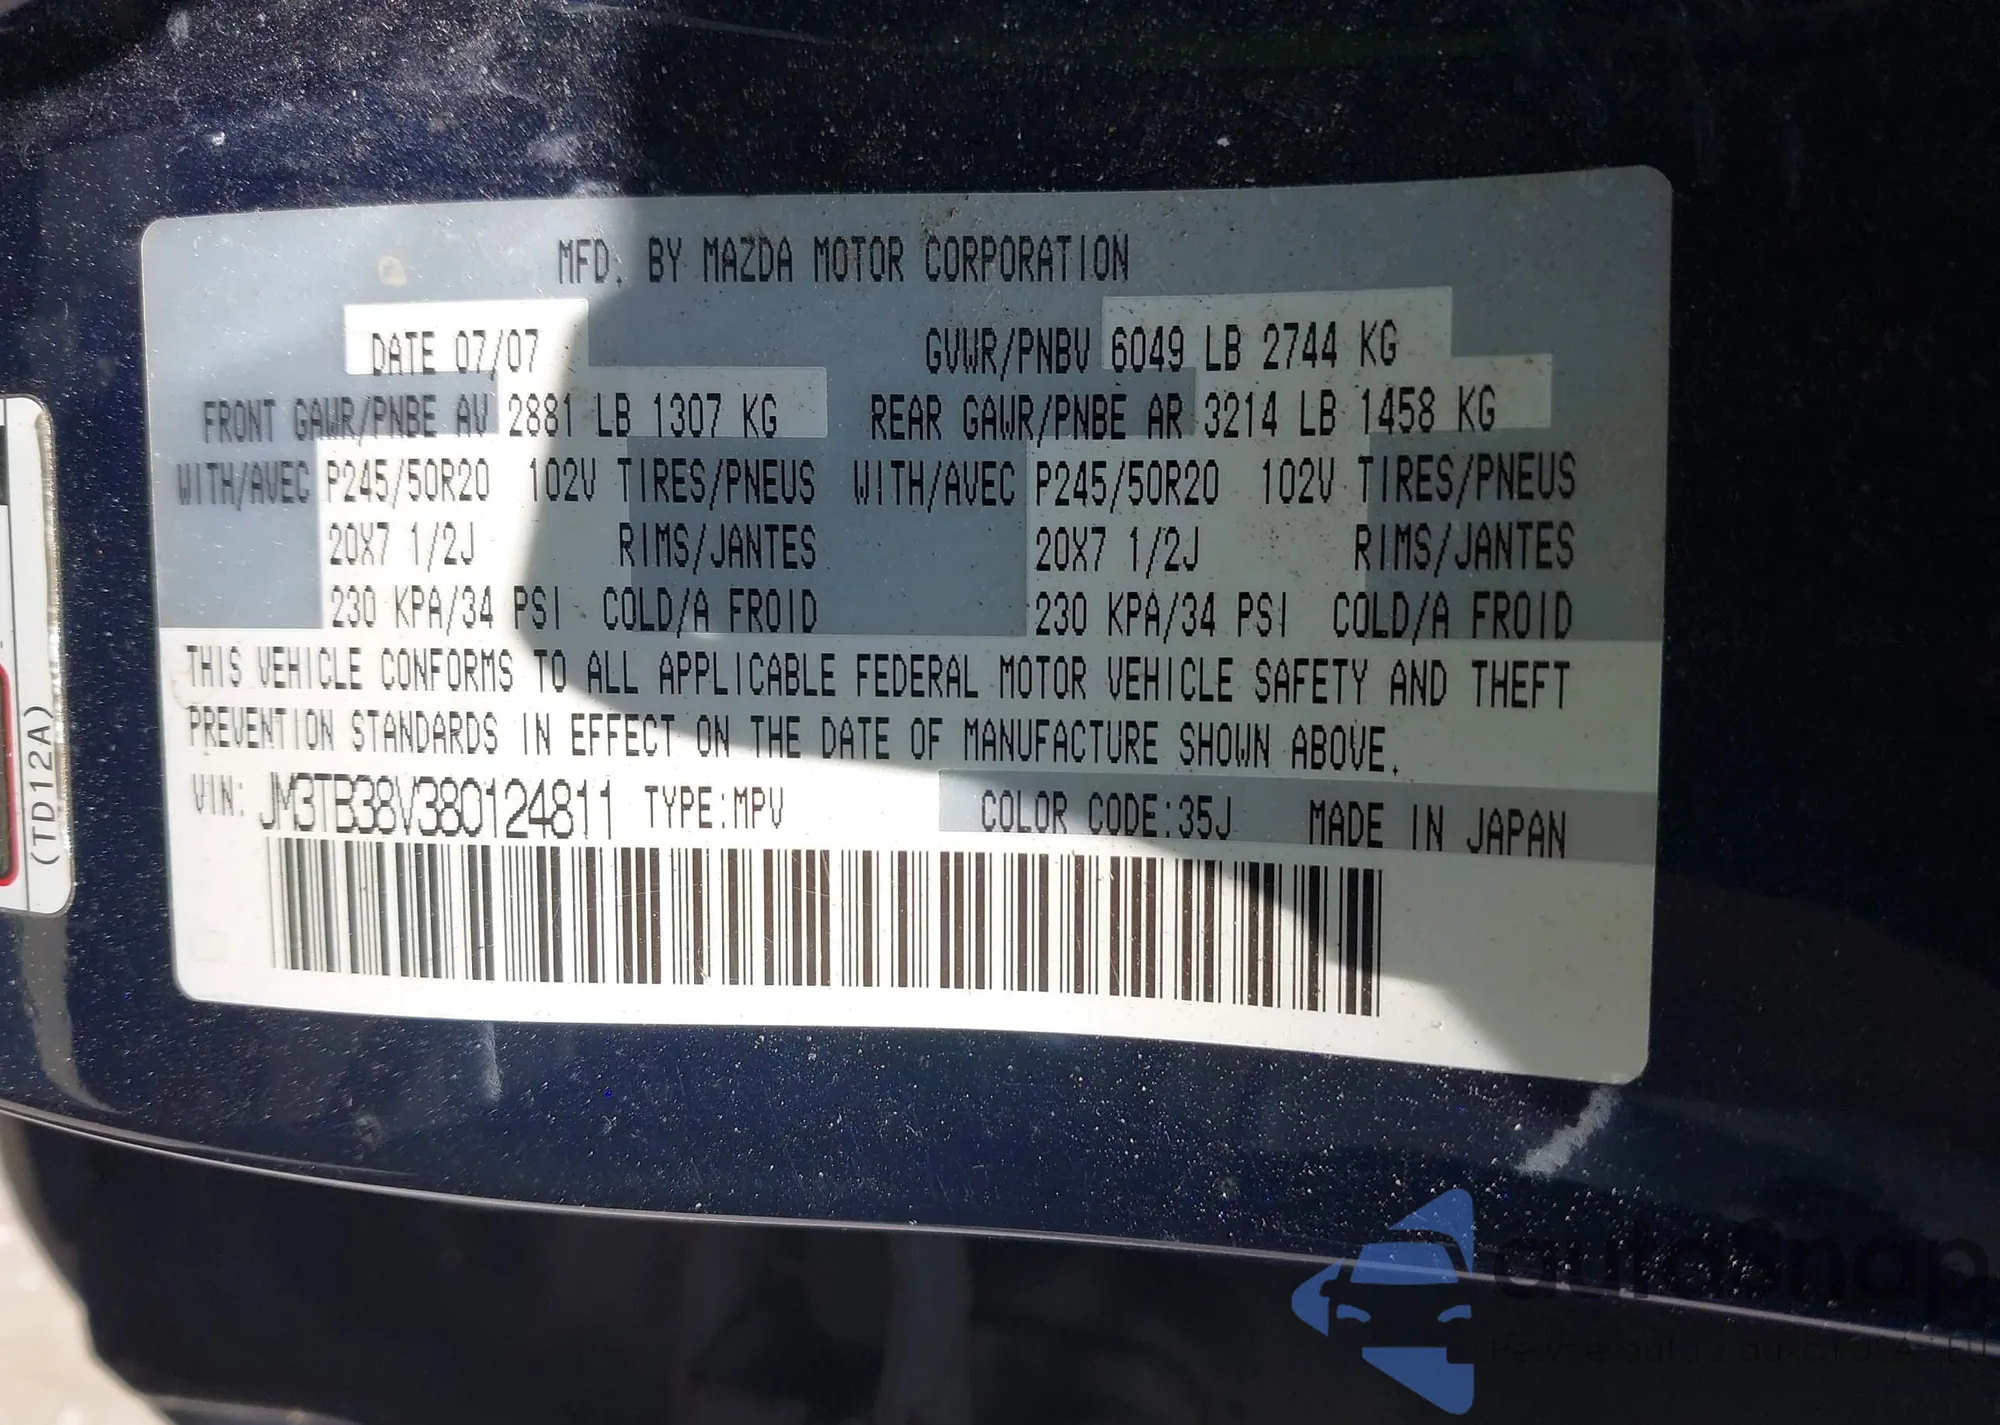 MFD. BY MAZDA MOTOR CORPORATION
DATE 07/07 GVWR/PNBV 6049 LB 2744 KG
FRONT GAWR/PNBE AV 2881 LB 1307 KG REAR GAWR/PNBE AR 3214 LB 1458 KG
WITH/AVEC P245/50R20 102V TIRES/PNEUS WITH/AVEC P245/50R20 102V TIRES/PNEUS
20X7 1/2J RIMS/JANTES 20X7 1/2J RIMS/JANTES
230 KPA/34 PSI COLD/A FROID 230 KPA/34 PSI COLD/A FROID
THIS VEHICLE CONFORMS TO ALL APPLICABLE FEDERAL MOTOR VEHICLE SAFETY AND THEFT
PREVENTION STANDARDS IN EFFECT ON THE DATE OF MANUFACTURE SHOWN ABOVE.
VIN: JM3TB38V380124811 TYPE:MPV COLOR CODE:35J MADE IN JAPAN
(TD12A)
autoSnap